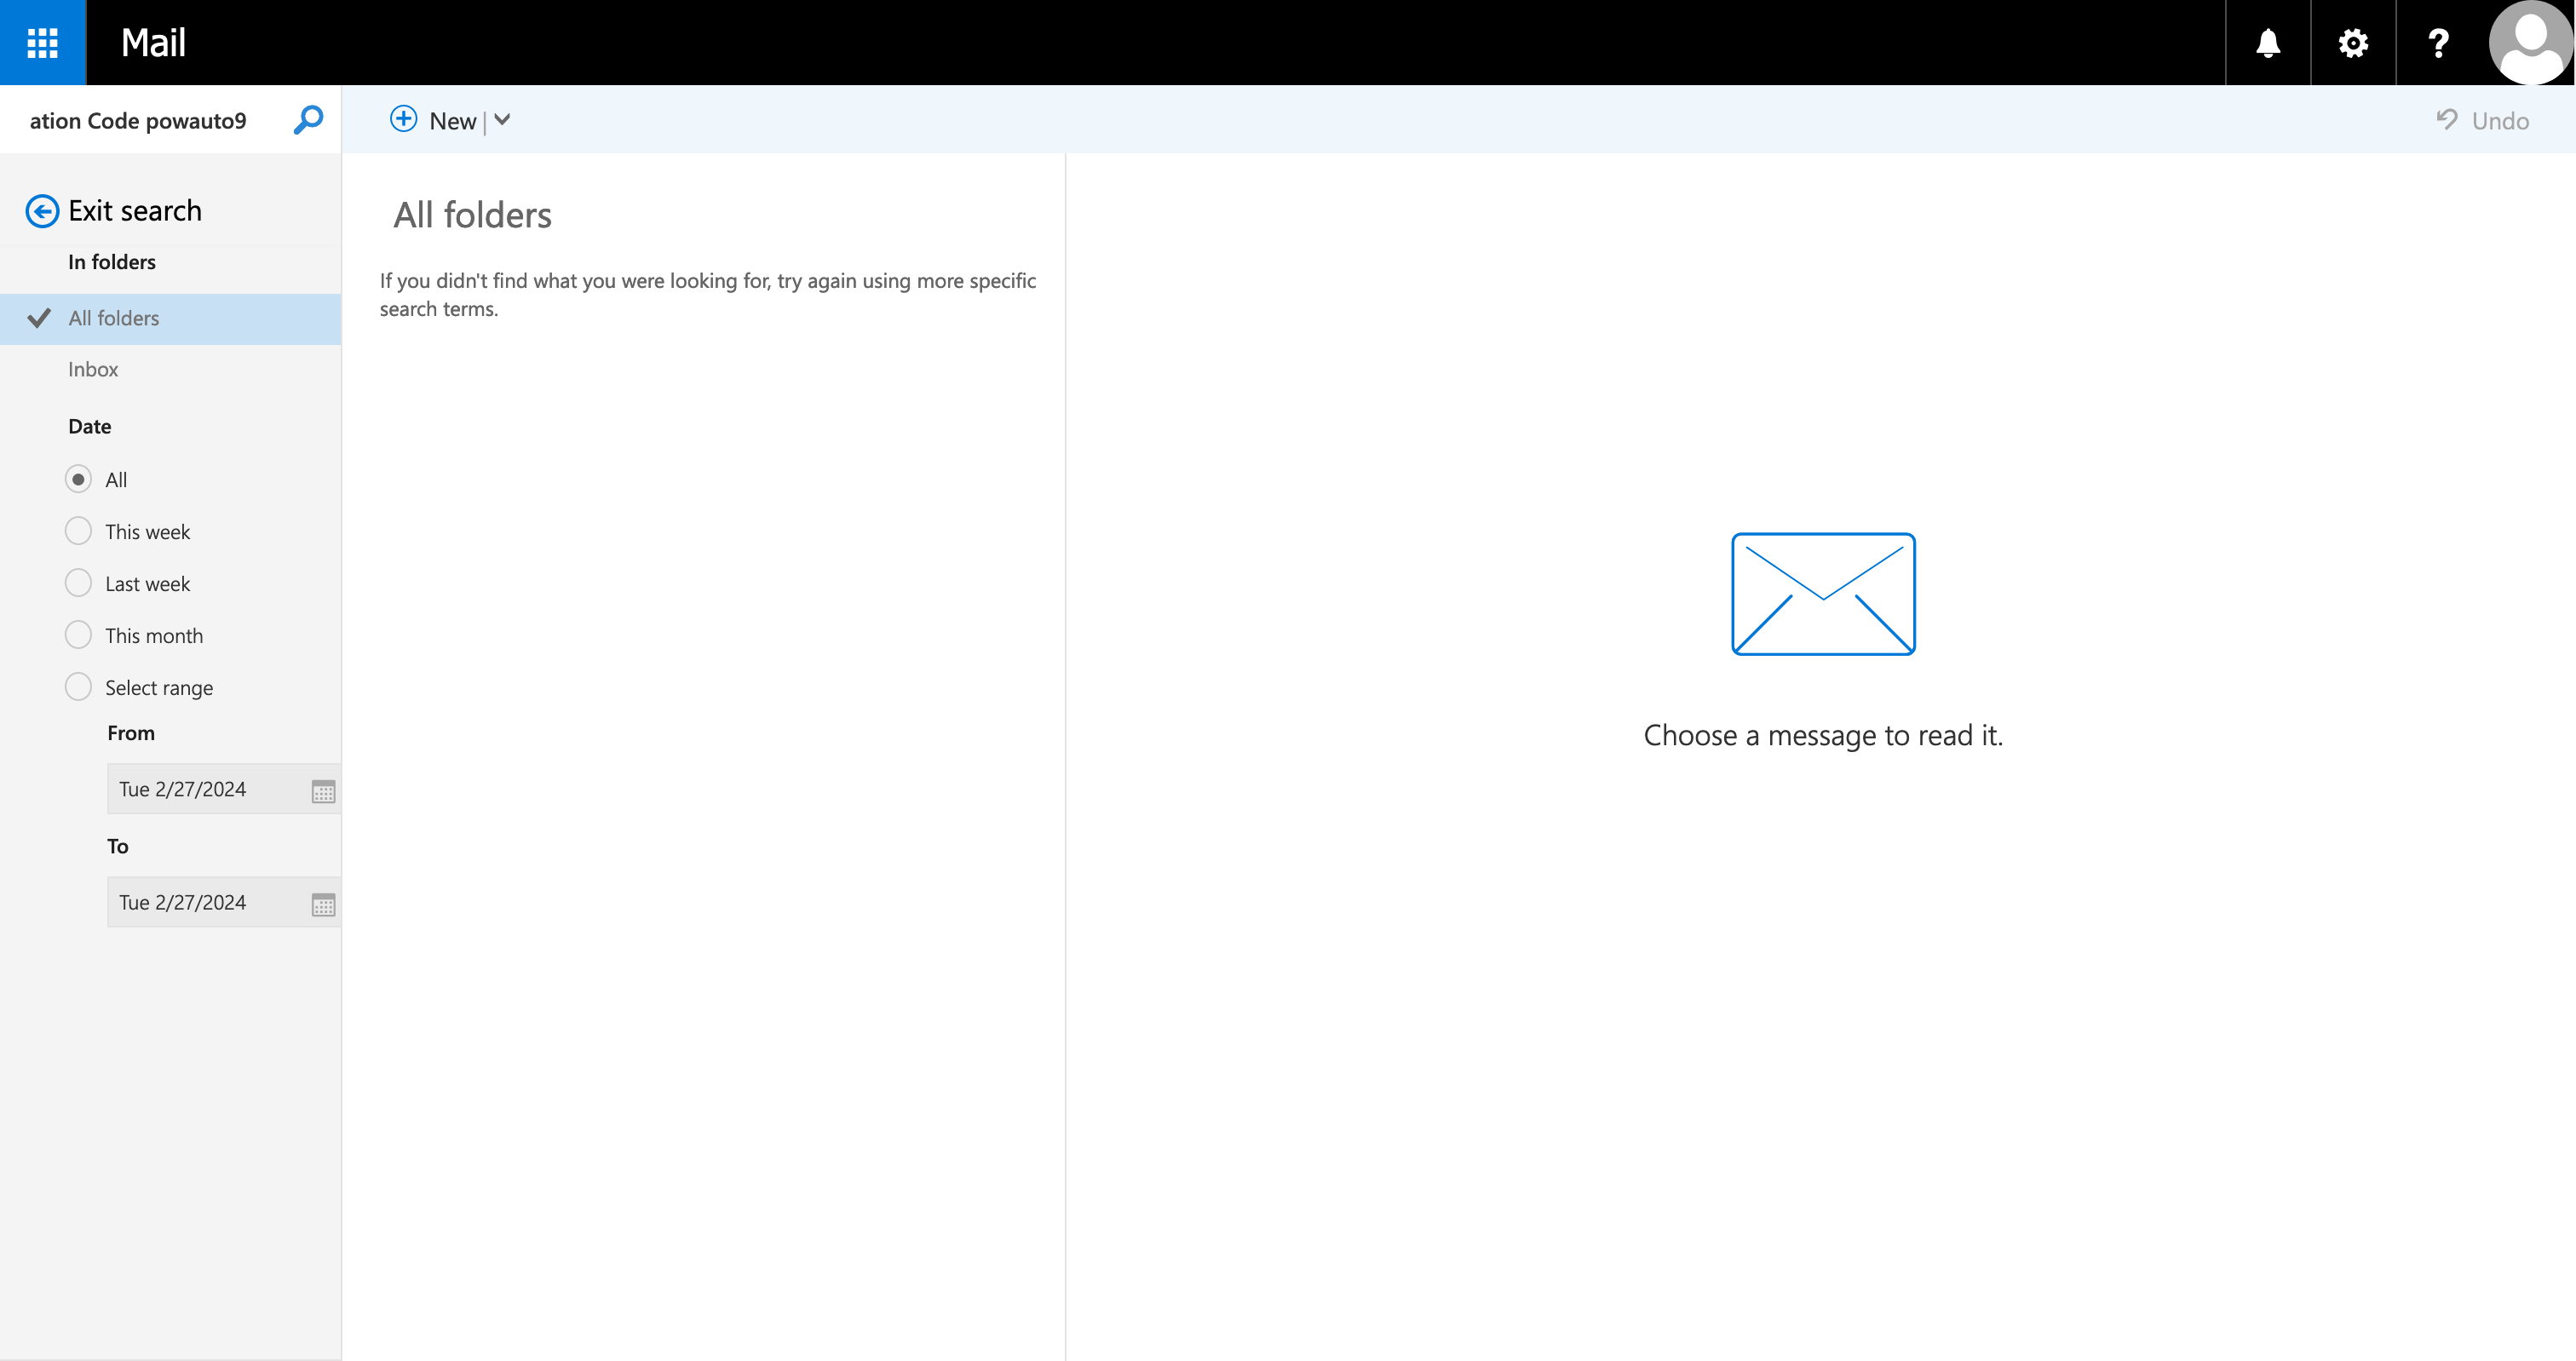 Mail
ation Code powauto9
New
Undo
Exit search
In folders
All folders
Inbox
Date
All
This week
Last week
This month
Select range
From
Tue 2/27/2024
To
Tue 2/27/2024
All folders
If you didn't find what you were looking for, try again using more specific
search terms.
Choose a message to read it.